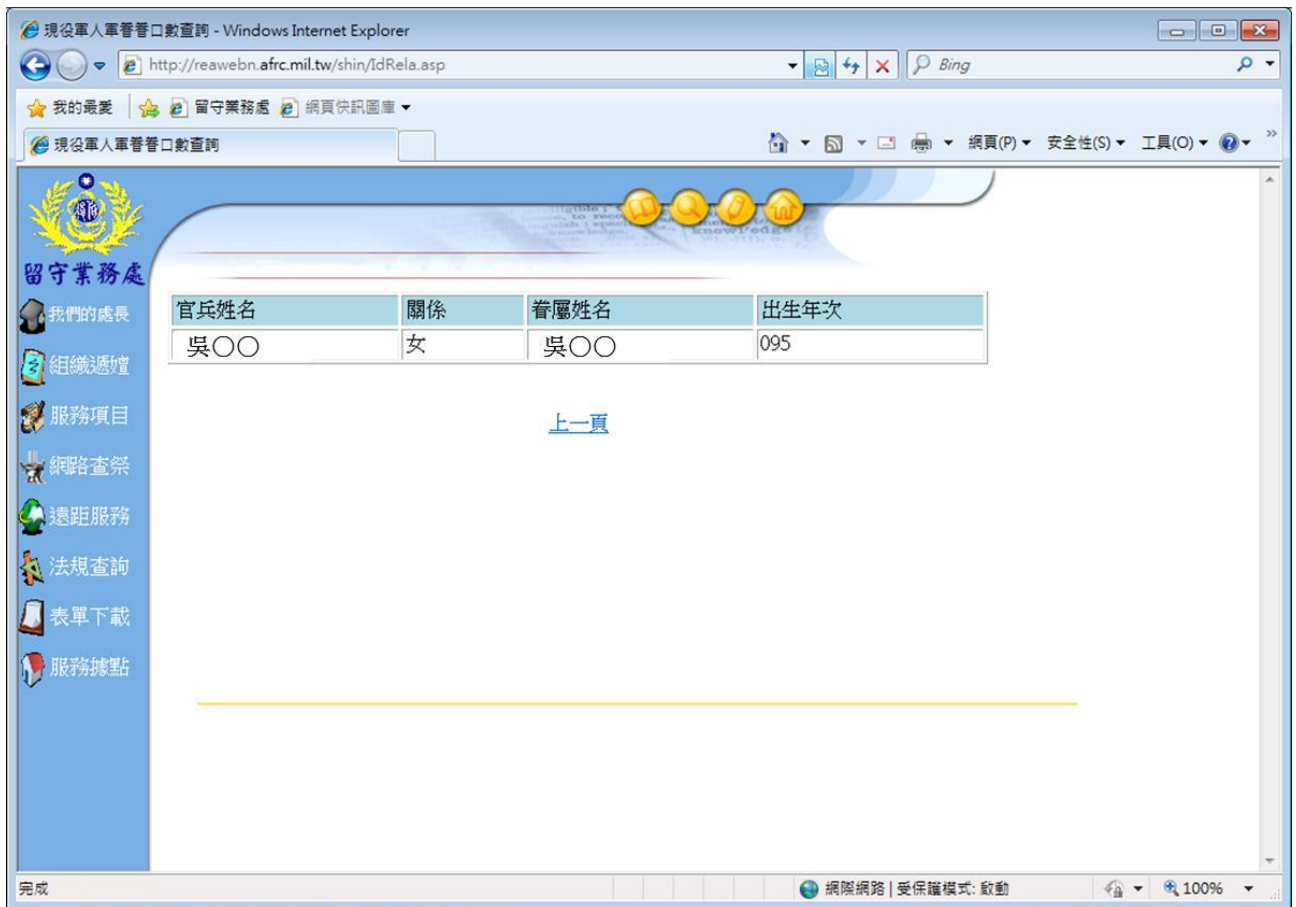 現役軍人軍眷眷口數查詢 - Windows Internet Explorer
http://reawebn.afrc.mil.tw/shin/IdRela.asp
Bing
我的最愛 留守業務處 網頁快訊圖庫
現役軍人軍眷眷口數查詢
網頁(P) 安全性(S) 工具(O)
留守業務處
我們的處長
組織遞嬗
服務項目
網路查祭
遠距服務
法規查詢
表單下載
服務據點
官兵姓名 關係 眷屬姓名 出生年次
吳○○ 女 吳○○ 095
上一頁
完成
網際網路 | 受保護模式: 啟動
100%